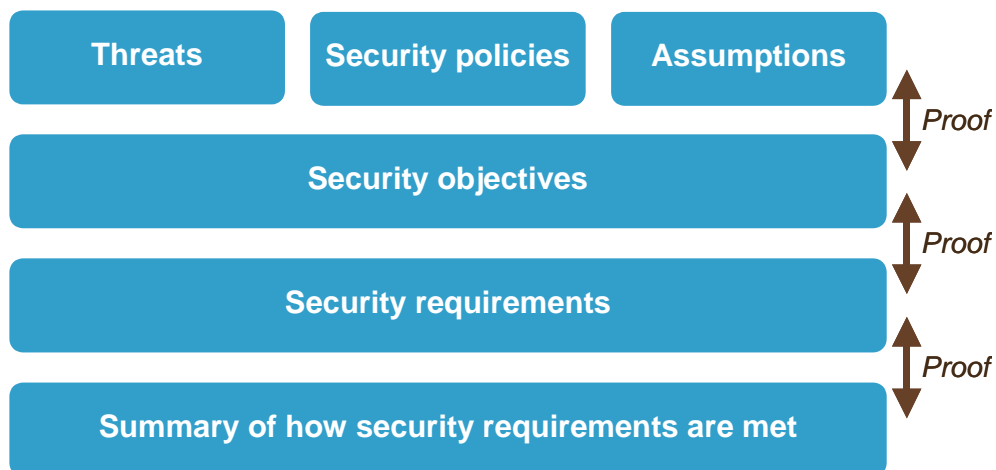 Threats
Security policies
Assumptions
Proof
Security objectives
Proof
Security requirements
Proof
Summary of how security requirements are met